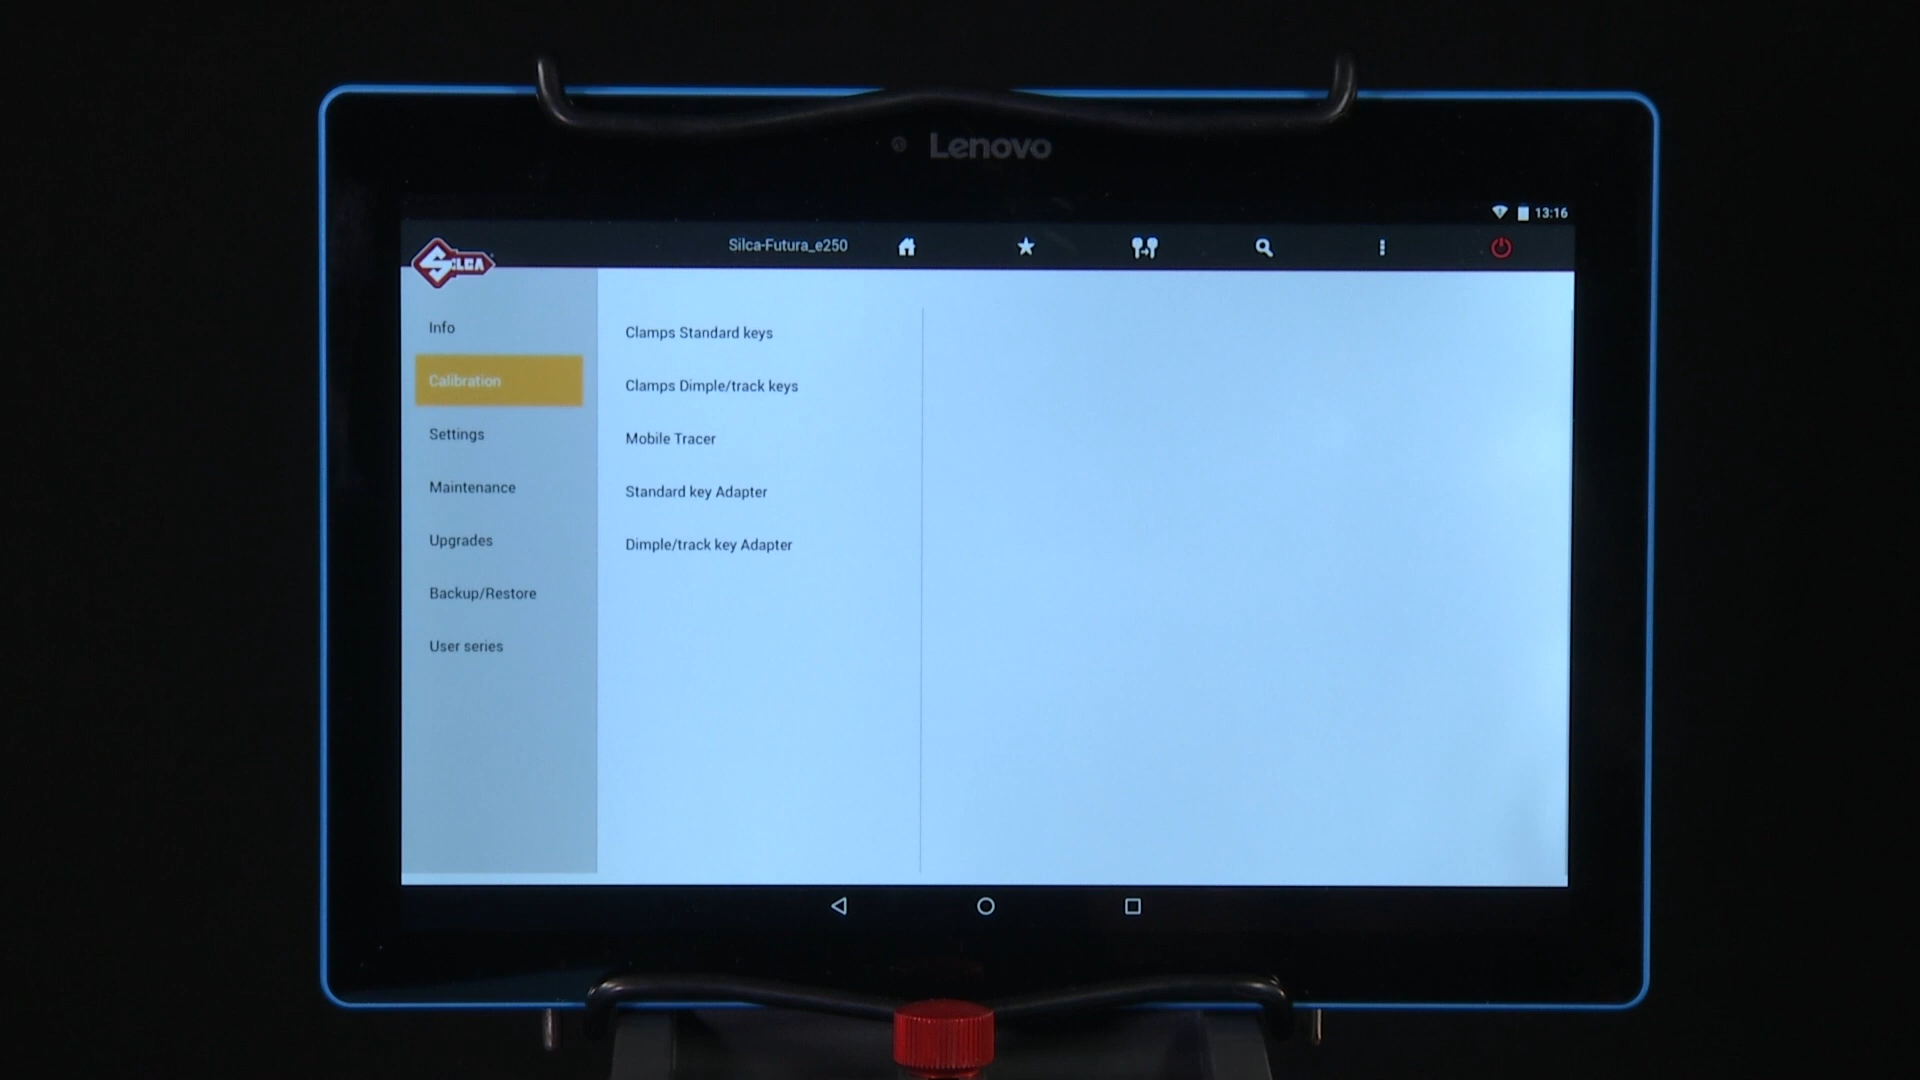 Lenovo
13:16
SILCA
Silca-Futura_e250
Info
Calibration
Settings
Maintenance
Upgrades
Backup/Restore
User series
Clamps Standard keys
Clamps Dimple/track keys
Mobile Tracer
Standard key Adapter
Dimple/track key Adapter